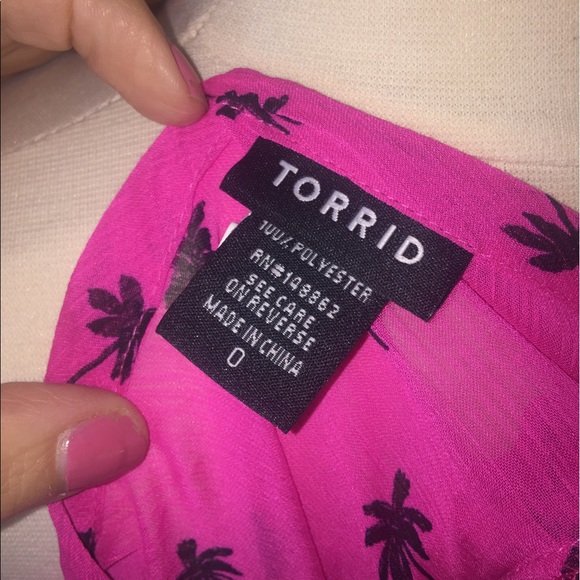 TORRID
100% POLYESTER
RN#148862
SEE CARE
ON REVERSE
MADE IN CHINA
0